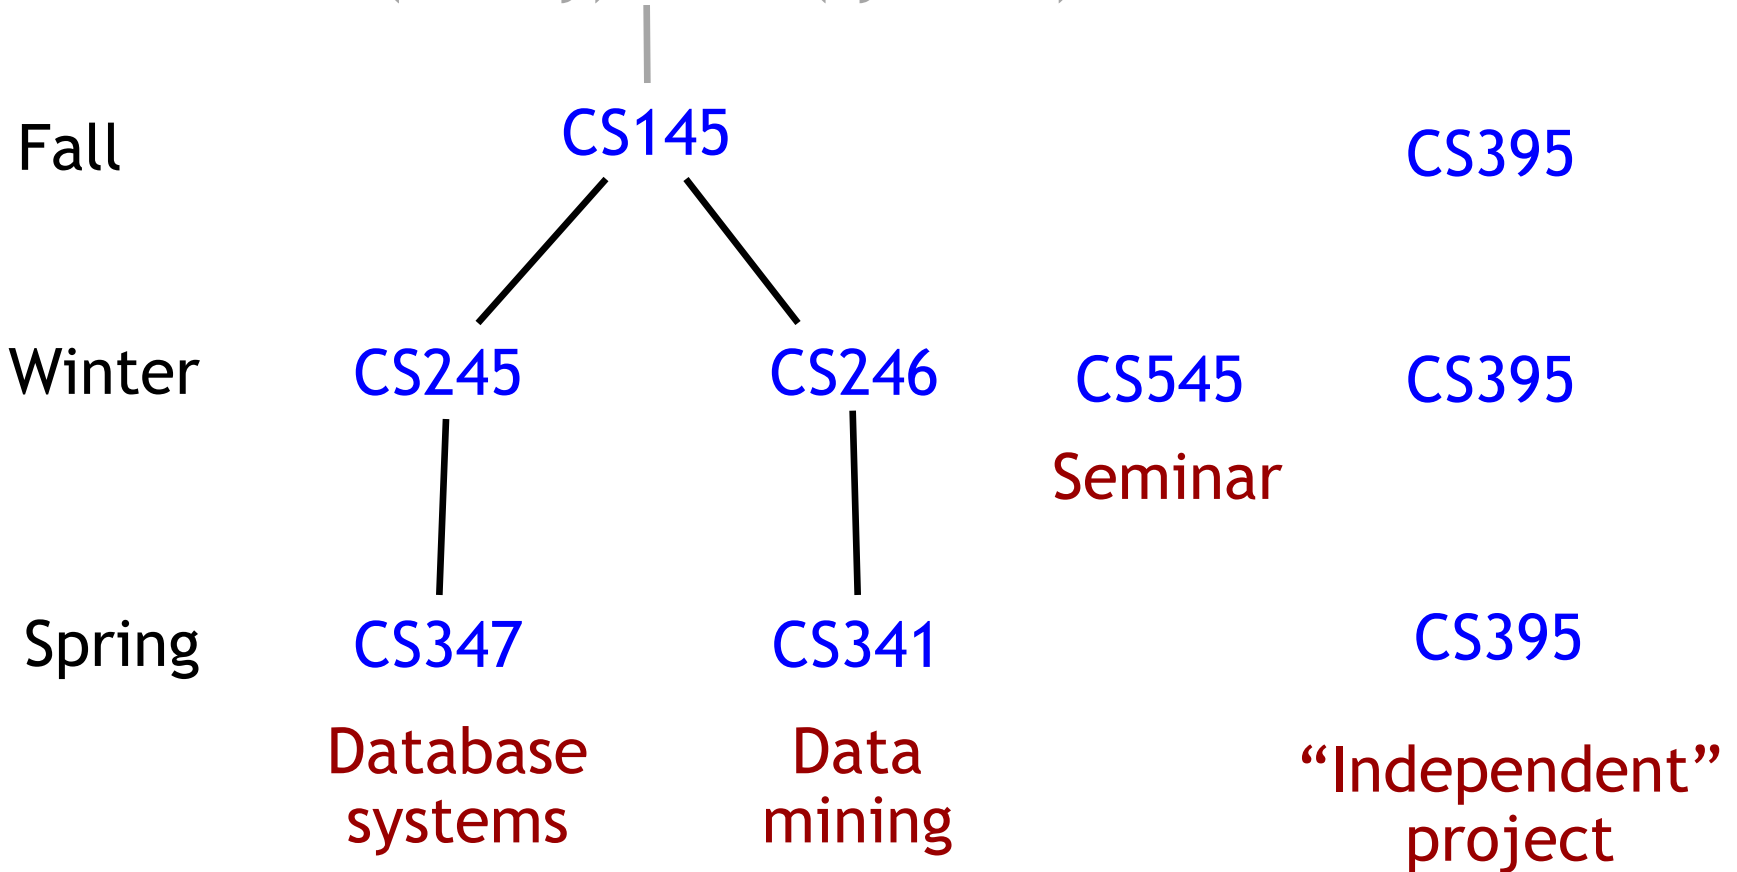 Fall CS145 CS395
Winter CS245 CS246 CS545 CS395
Seminar
Spring CS347 CS341 CS395
Database Data “Independent”
systems mining project